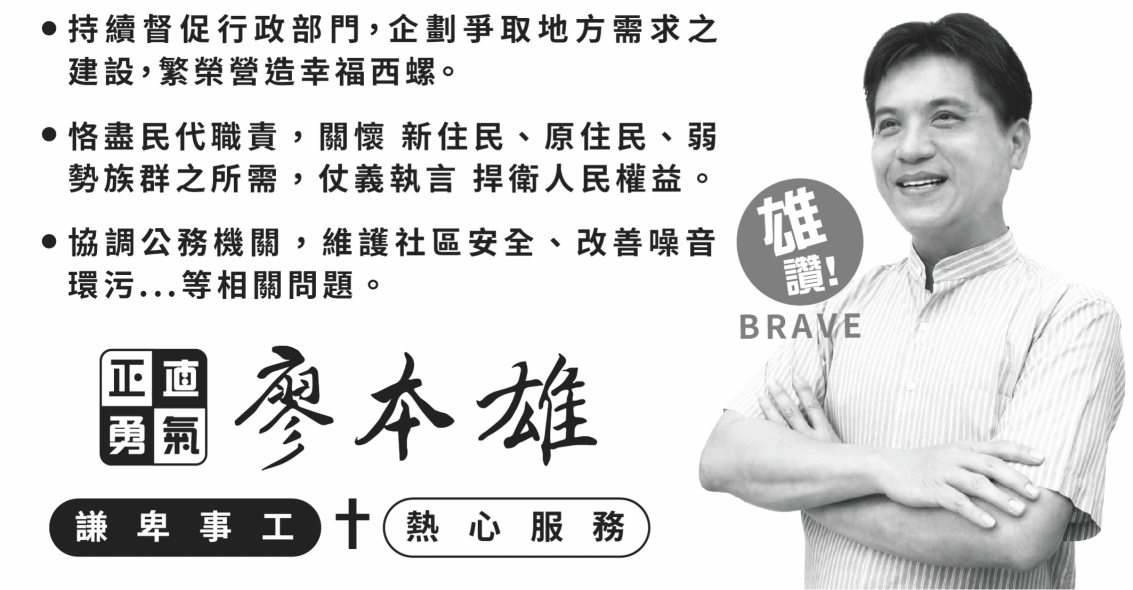 •持續督促行政部門，企劃爭取地方需求之
建設，繁榮營造幸福西螺。
•恪盡民代職責，關懷 新住民、原住民、弱
勢族群之所需，仗義執言 捍衛人民權益。
•協調公務機關，維護社區安全、改善噪音
環污...等相關問題。
雄
讚!
BRAVE
正直
勇氣
廖本雄
謙卑事工
熱心服務